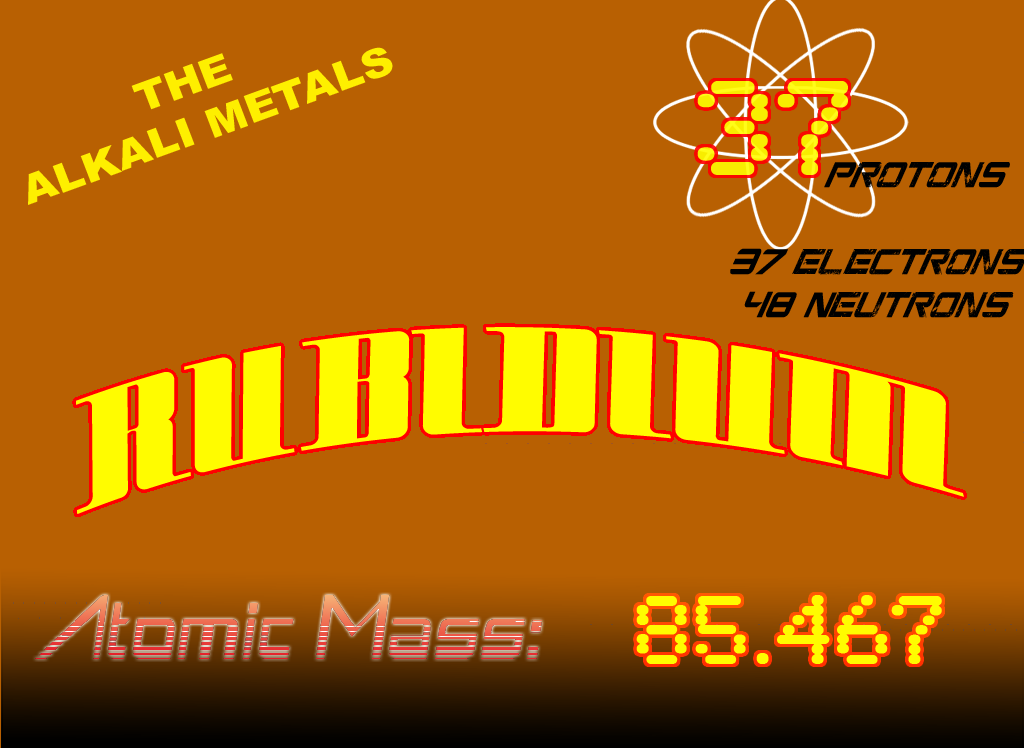 THE
ALKALI METALS
37
PROTONS
37 ELECTRONS
48 NEUTRONS
RUBIDIUM
Atomic Mass: 85.467